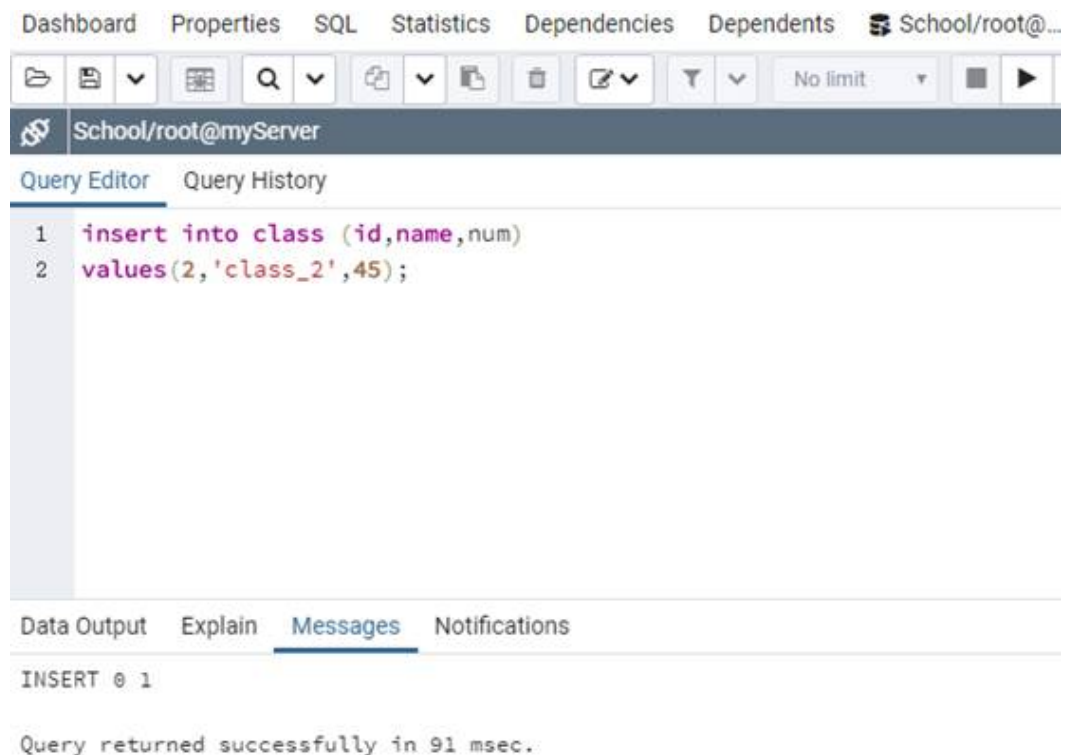 Dashboard Properties SQL Statistics Dependencies Dependents School/root@...
No limit
School/root@myServer
Query Editor Query History
1 insert into class (id,name,num)
2 values(2,'class_2',45);
Data Output Explain Messages Notifications
INSERT 0 1
Query returned successfully in 91 msec.